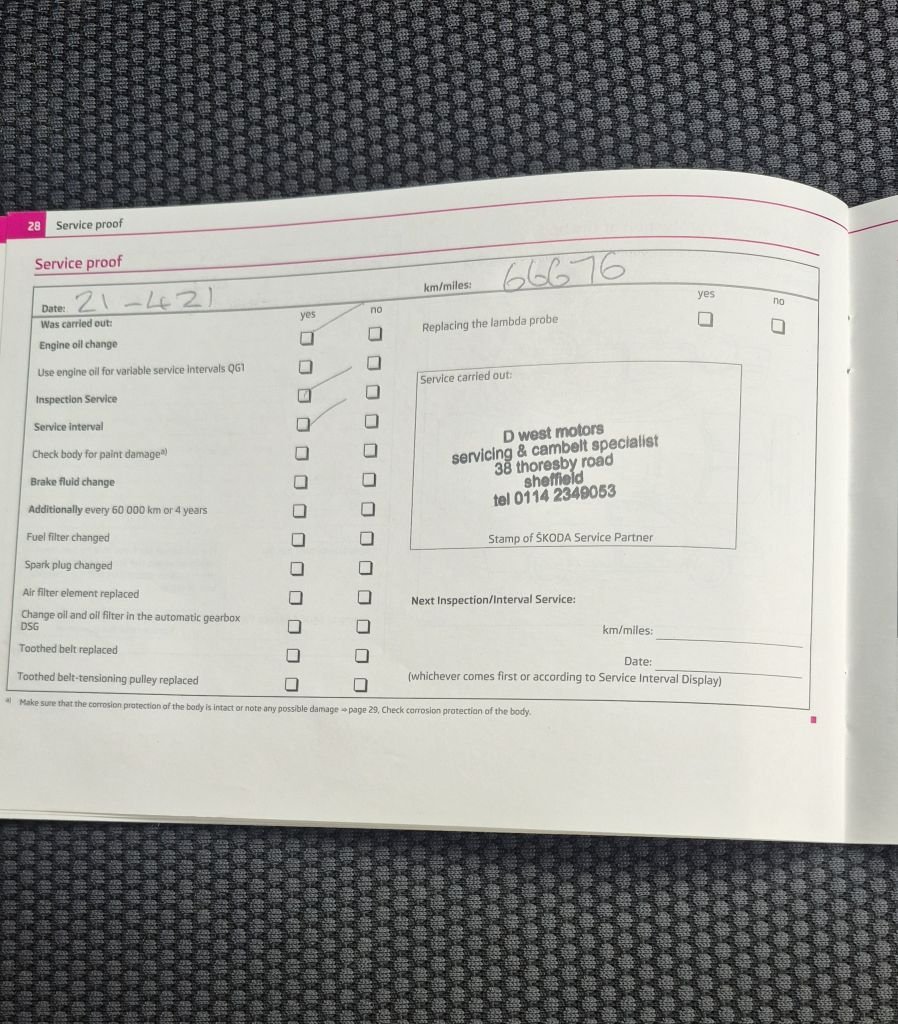 28 Service proof
Service proof
Date: 21-421
km/miles: 66676
Was carried out:
yes no
Engine oil change
Use engine oil for variable service intervals QG1
Inspection Service
Service interval
Check body for paint damageª⁾
Brake fluid change
Additionally every 60 000 km or 4 years
Fuel filter changed
Spark plug changed
Air filter element replaced
Change oil and oil filter in the automatic gearbox
DSG
Toothed belt replaced
Toothed belt-tensioning pulley replaced
yes no
Replacing the lambda probe
Service carried out:
D west motors
servicing & cambelt specialist
38 thoresby road
sheffield
tel 0114 2349053
Stamp of ŠKODA Service Partner
Next Inspection/Interval Service:
km/miles:
Date:
(whichever comes first or according to Service Interval Display)
ª⁾ Make sure that the corrosion protection of the body is intact or note any possible damage ⇒ page 29, Check corrosion protection of the body.